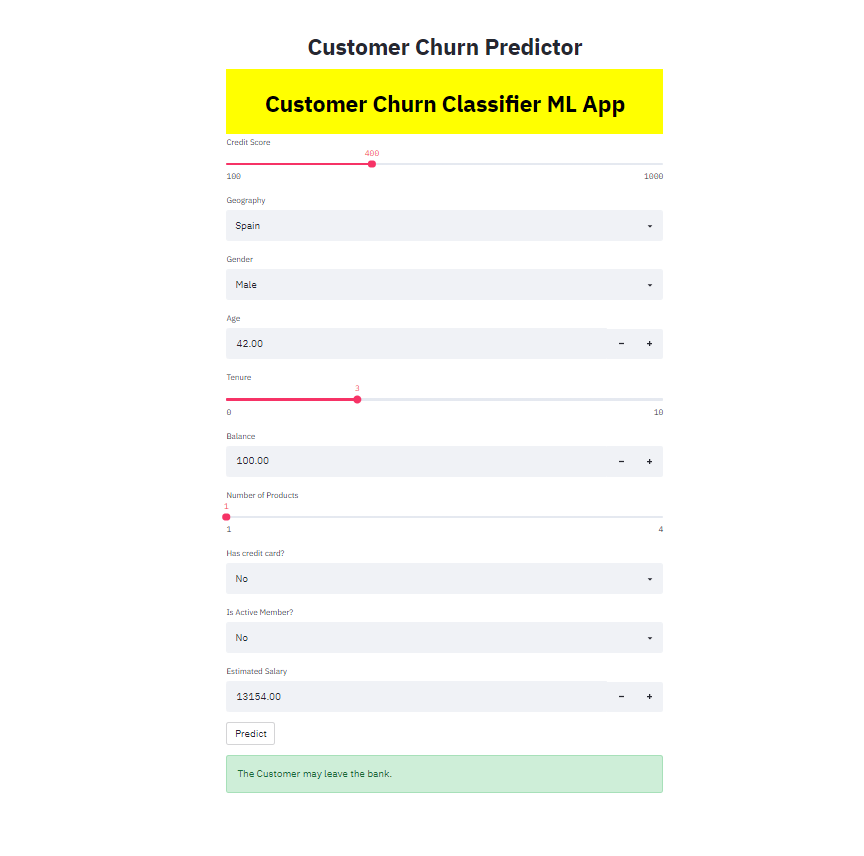 Customer Churn Predictor
Customer Churn Classifier ML App
Credit Score
400
100 1000
Geography
Spain
Gender
Male
Age
42.00 − +
Tenure
3
0 10
Balance
100.00 − +
Number of Products
1
1 4
Has credit card?
No
Is Active Member?
No
Estimated Salary
13154.00 − +
Predict
The Customer may leave the bank.